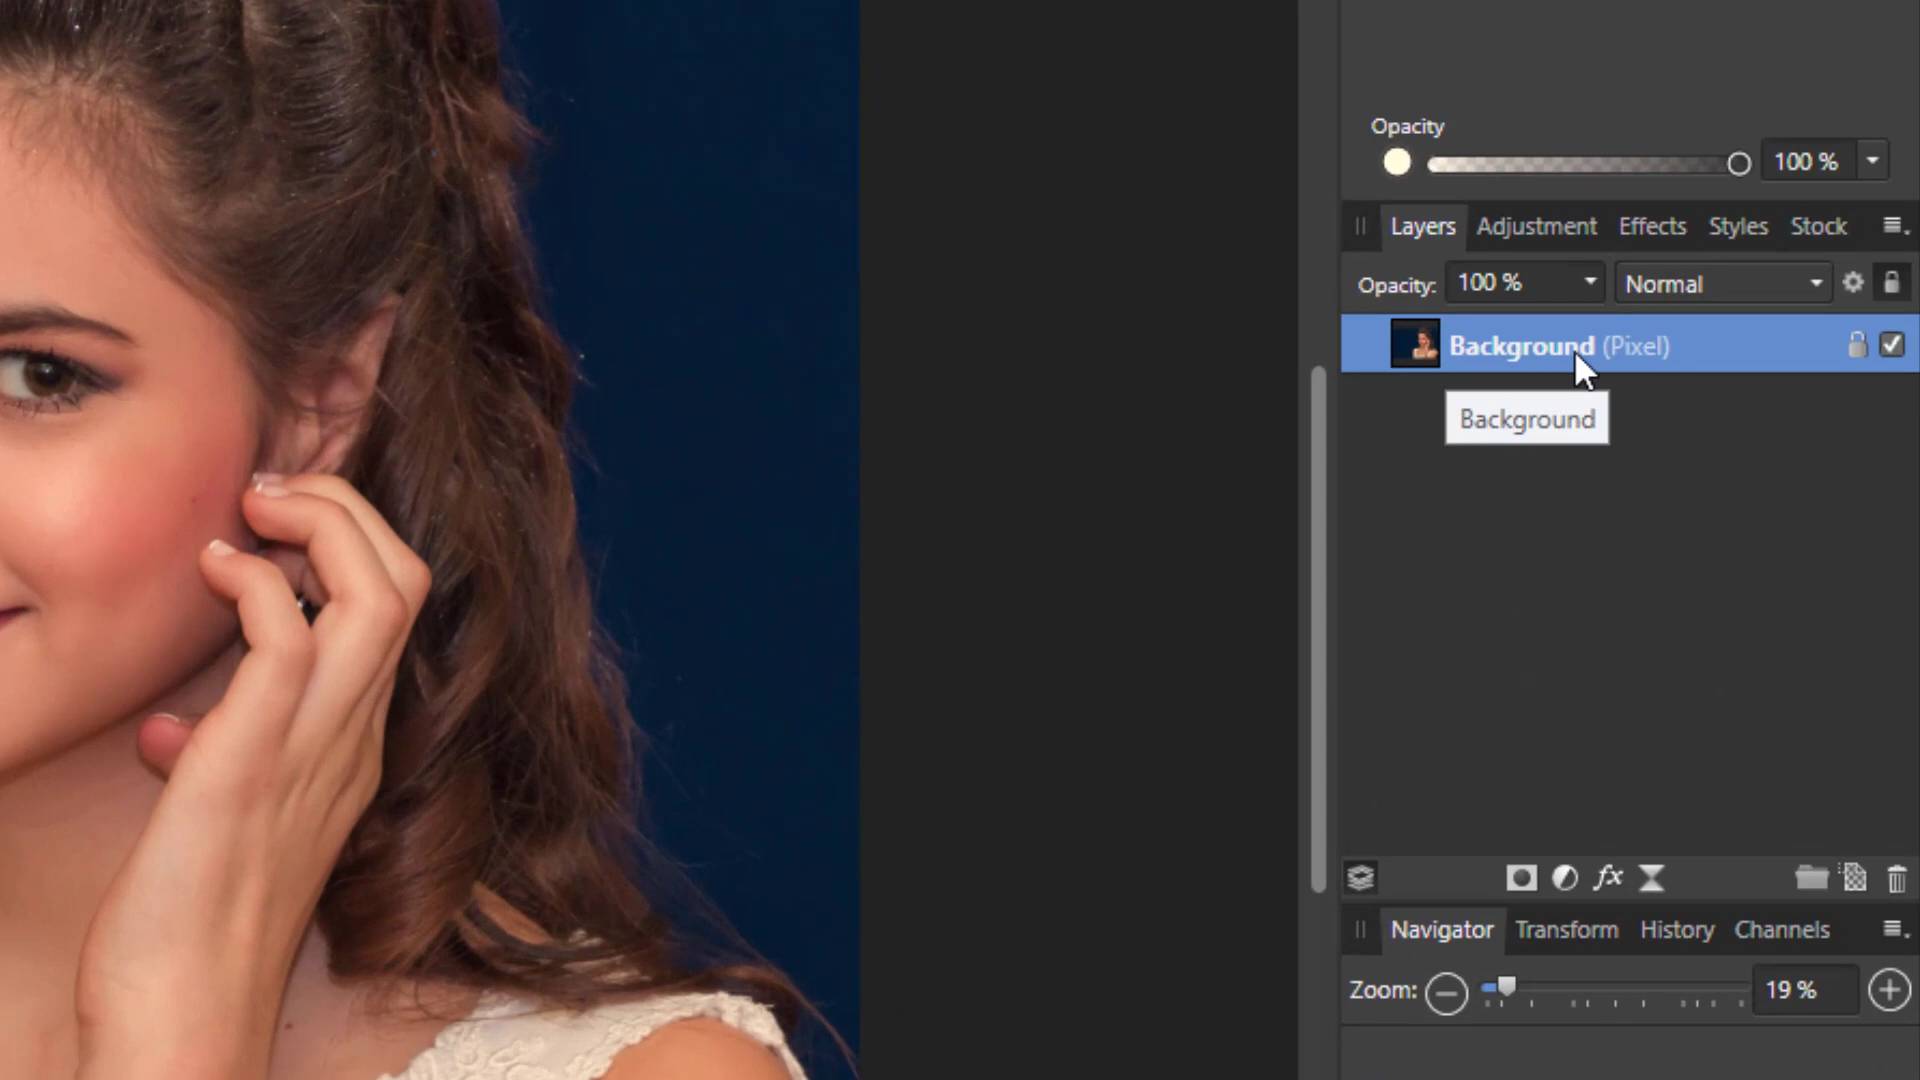 Opacity
100 %
Layers Adjustment Effects Styles Stock
Opacity: 100 % Normal
Background (Pixel)
Background
fx
Navigator Transform History Channels
Zoom: 19 %